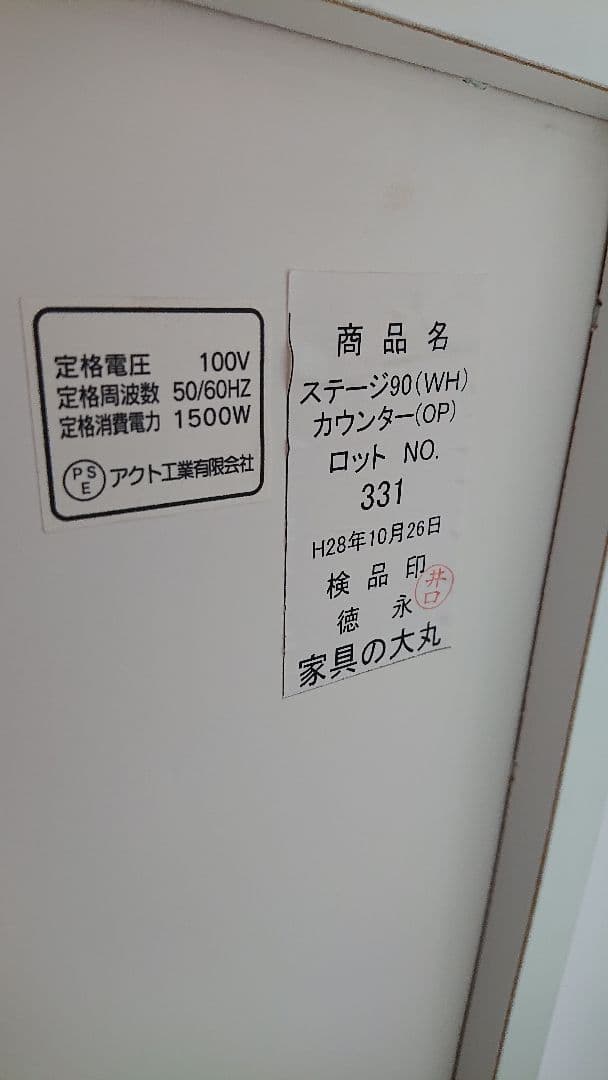 定格電圧 100V
定格周波数 50/60HZ
定格消費電力 1500W
PSE アクト工業有限会社
商品名
ステージ90(WH)
カウンター(OP)
ロット NO.
331
H28年10月26日
検品印
井口
徳永
家具の大丸